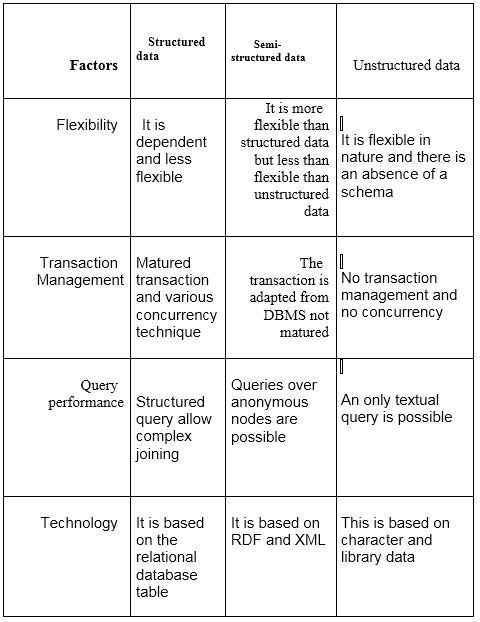 Factors
Structured
data
Semi-
structured data
Unstructured data
Flexibility
It is
dependent
and less
flexible
It is more
flexible than
structured data
but less than
flexible than
unstructured
data
It is flexible in
nature and there is
an absence of a
schema
Transaction
Management
Matured
transaction
and various
concurrency
technique
The
transaction is
adapted from
DBMS not
matured
No transaction
management and
no concurrency
Query
performance
Structured
query allow
complex
joining
Queries over
anonymous
nodes are
possible
An only textual
query is possible
Technology
It is based
on the
relational
database
table
It is based on
RDF and XML
This is based on
character and
library data